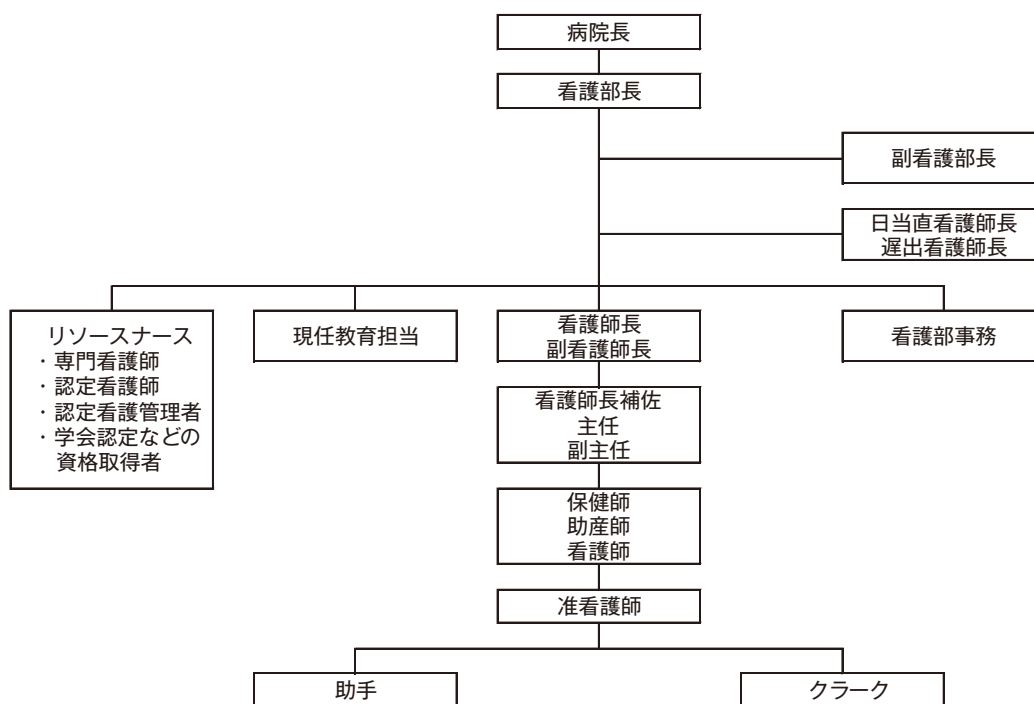 病院長
看護部長
副看護部長
日当直看護師長
遅出看護師長
リソースナース
・専門看護師
・認定看護師
・認定看護管理者
・学会認定などの
資格取得者
現任教育担当
看護師長
副看護師長
看護部事務
看護師長補佐
主任
副主任
保健師
助産師
看護師
准看護師
助手
クラーク